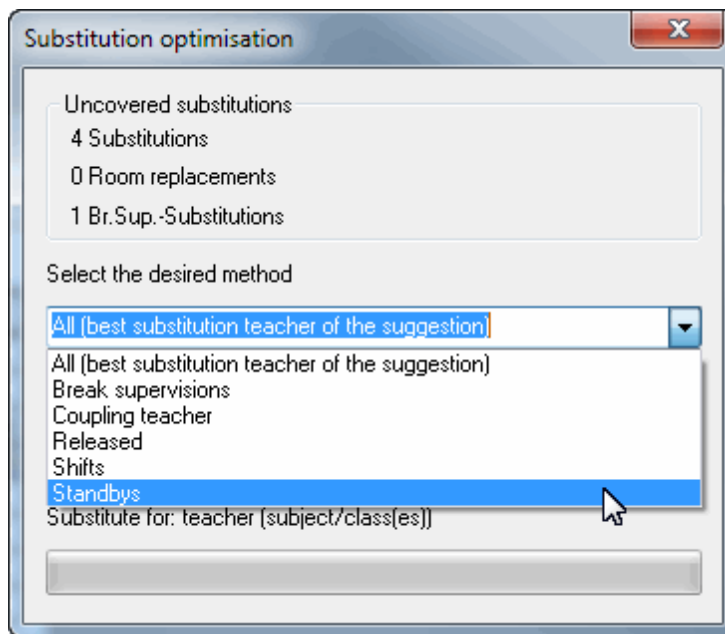 Substitution optimisation
Uncovered substitutions
4 Substitutions
0 Room replacements
1 Br.Sup.-Substitutions
Select the desired method
All (best substitution teacher of the suggestion)
All (best substitution teacher of the suggestion)
Break supervisions
Coupling teacher
Released
Shifts
Standbys
Substitute for: teacher (subject/class(es))